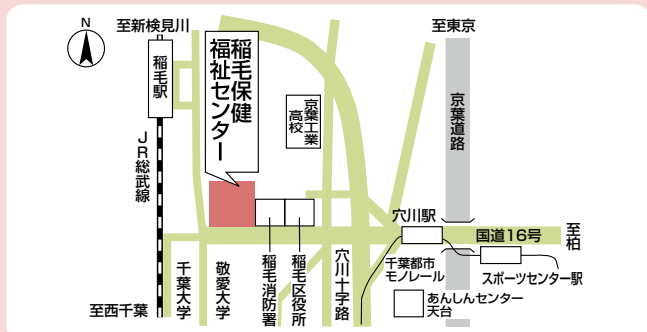 N
至新検見川
至東京
稲毛駅
稲毛保健
福祉センター
京葉工業
高校
京葉道路
JR総武線
穴川駅
国道16号
至柏
千葉大学
敬愛大学
稲毛消防署
稲毛区役所
穴川十字路
千葉都市
モノレール
スポーツセンター駅
至西千葉
あんしんセンター
天台